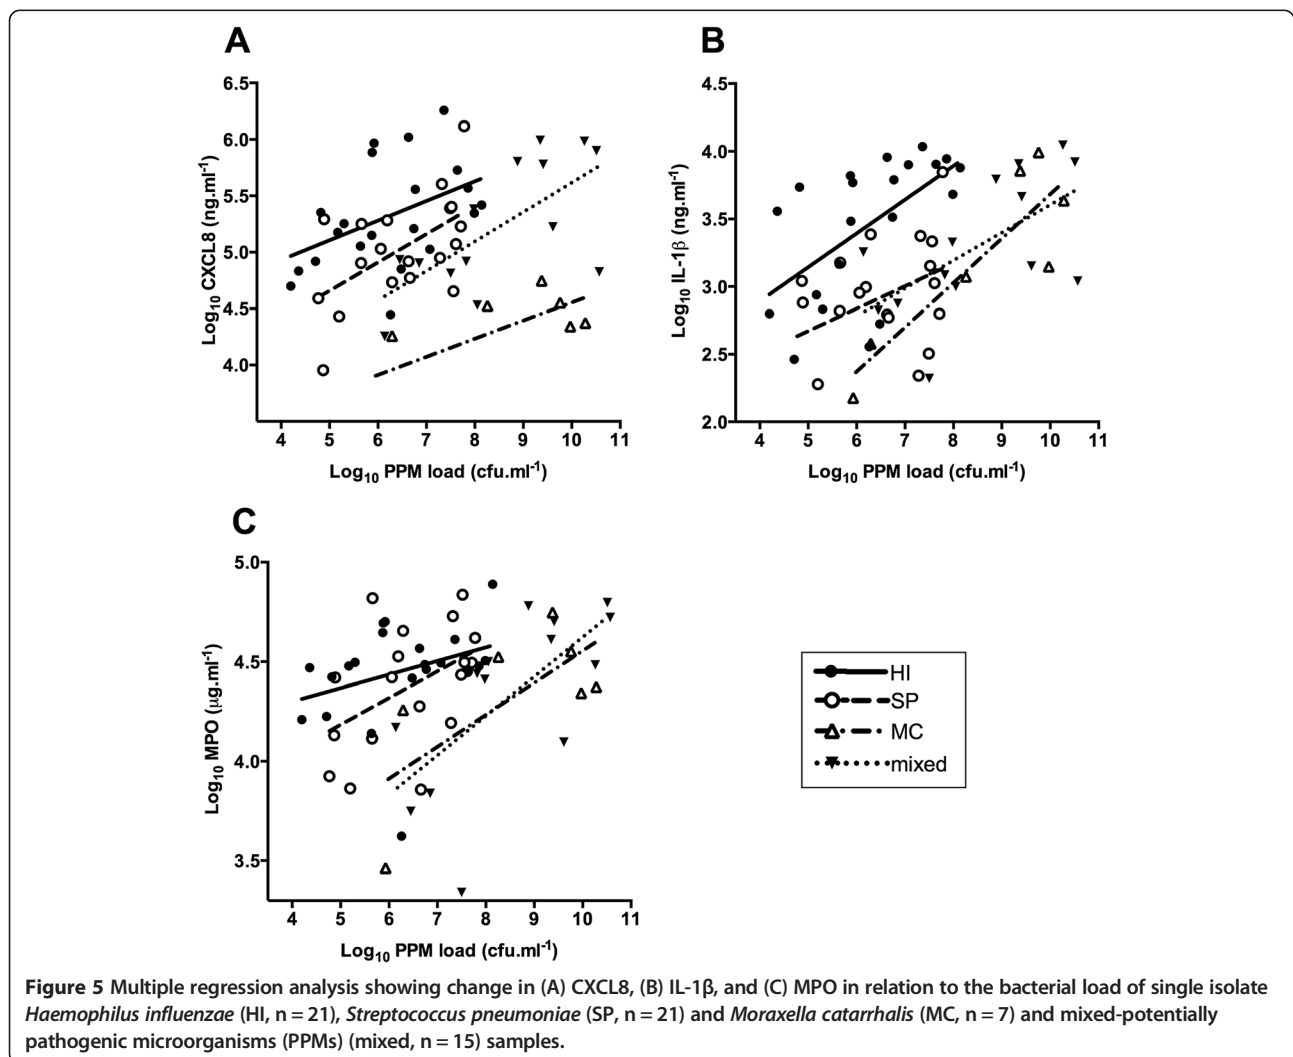 A
6.5
6.0
5.5
5.0
4.5
4.0
Log10 CXCL8 (ng.ml-1)
4 5 6 7 8 9 10 11
Log10 PPM load (cfu.ml-1)
B
4.5
4.0
3.5
3.0
2.5
2.0
Log10 IL-1β (ng.ml-1)
4 5 6 7 8 9 10 11
Log10 PPM load (cfu.ml-1)
C
5.0
4.5
4.0
3.5
Log10 MPO (µg.ml-1)
4 5 6 7 8 9 10 11
Log10 PPM load (cfu.ml-1)
HI
SP
MC
mixed
Figure 5 Multiple regression analysis showing change in (A) CXCL8, (B) IL-1β, and (C) MPO in relation to the bacterial load of single isolate
Haemophilus influenzae (HI, n = 21), Streptococcus pneumoniae (SP, n = 21) and Moraxella catarrhalis (MC, n = 7) and mixed-potentially
pathogenic microorganisms (PPMs) (mixed, n = 15) samples.